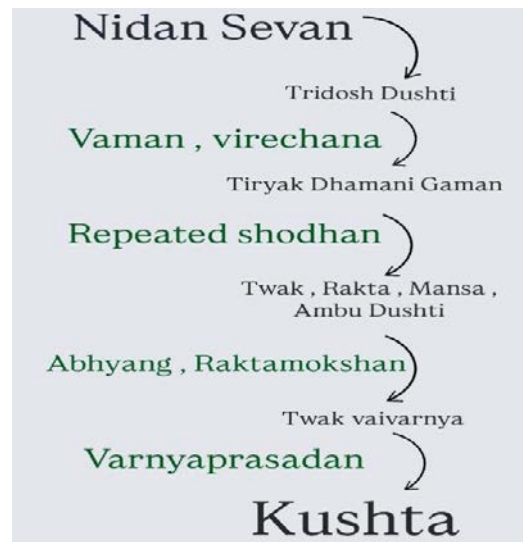 Nidan Sevan
Tridosh Dushti
Vaman , virechana
Tiryak Dhamani Gaman
Repeated shodhan
Twak , Rakta , Mansa ,
Ambu Dushti
Abhyang , Raktamokshan
Twak vaivarnya
Varnyaprasadan
Kushta